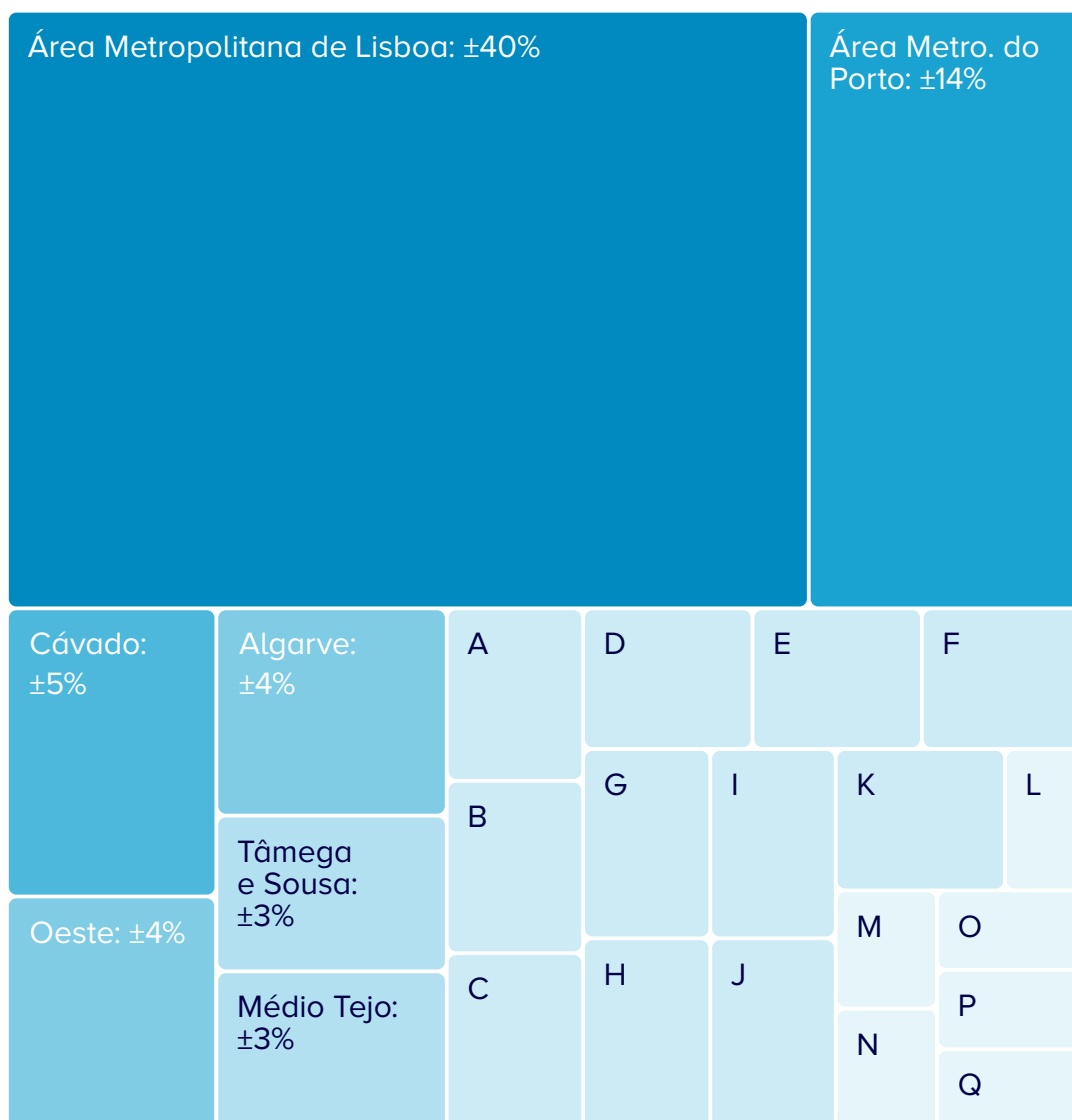 Área Metropolitana de Lisboa: ±40%
Área Metro. do
Porto: ±14%
Cávado:
±5%
Algarve:
±4%
Tâmega
e Sousa:
±3%
Oeste: ±4%
Médio Tejo:
±3%
A
B
C
D
E
F
G
H
I
J
K
L
M
N
O
P
Q